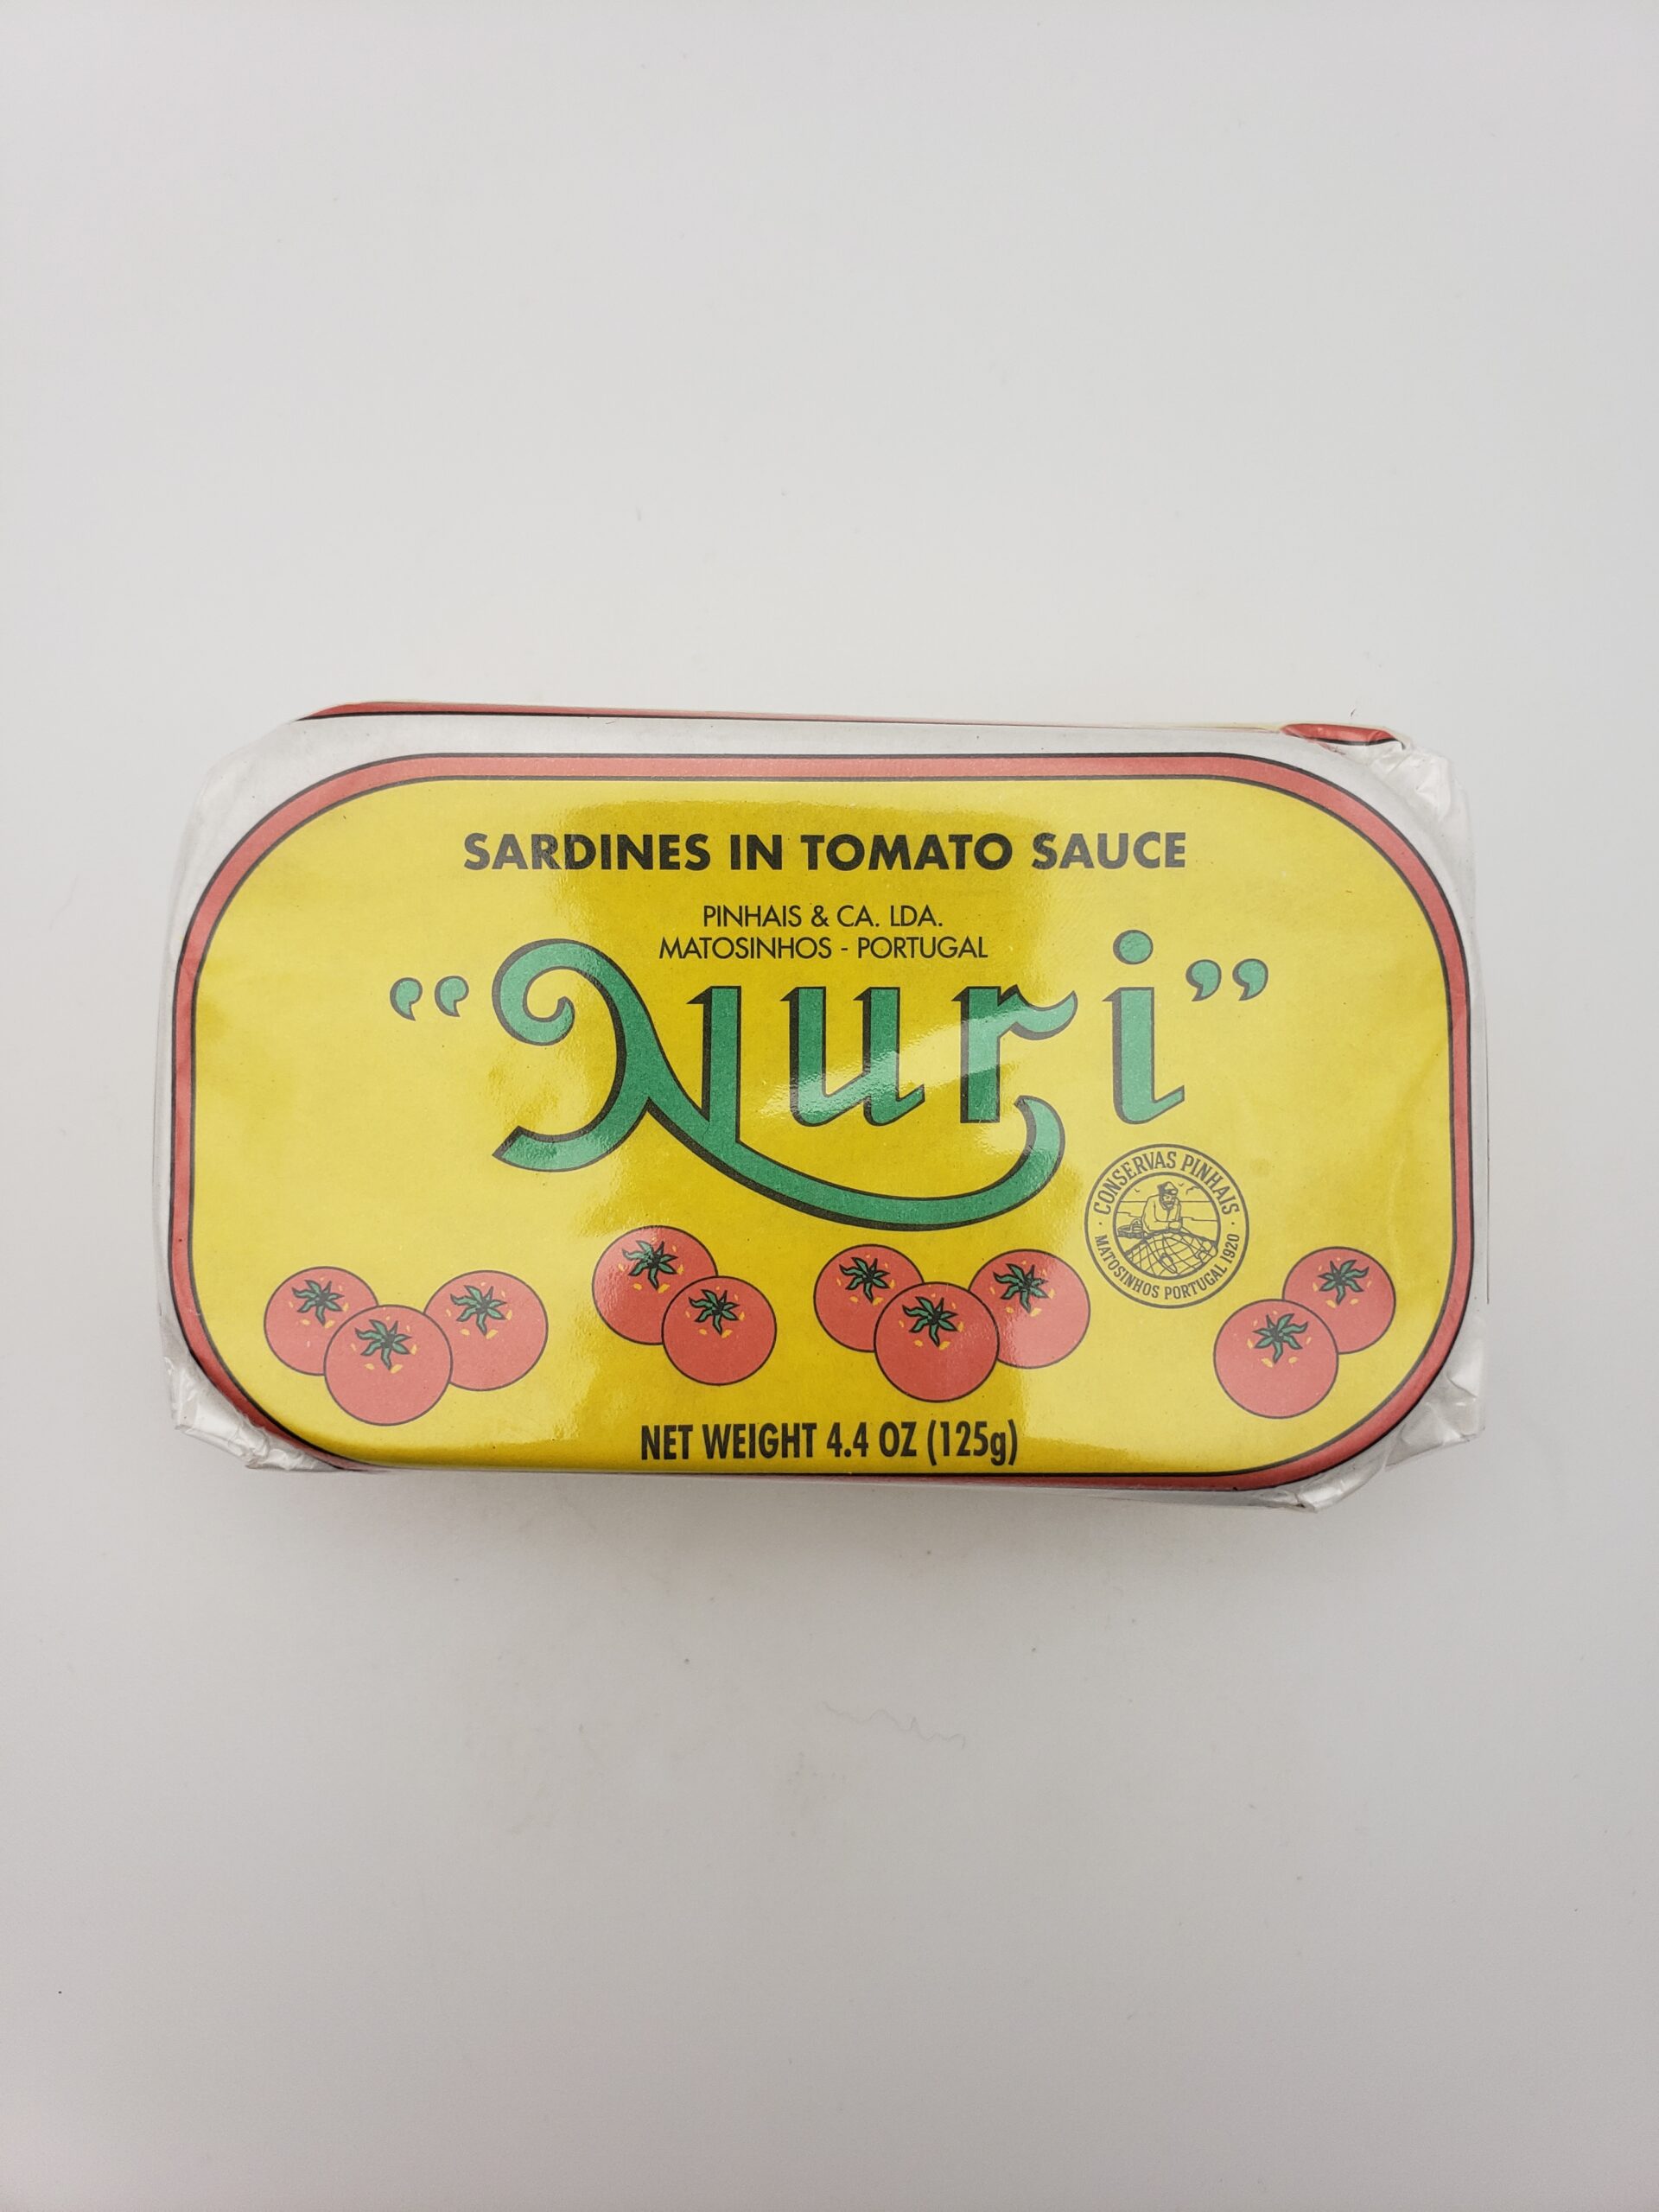 SARDINES IN TOMATO SAUCE
PINHAIS & CA. LDA.
MATOSINHOS - PORTUGAL
“Nuri”
CONSERVAS PINHAIS
MATOSINHOS PORTUGAL 1920
NET WEIGHT 4.4 OZ (125g)